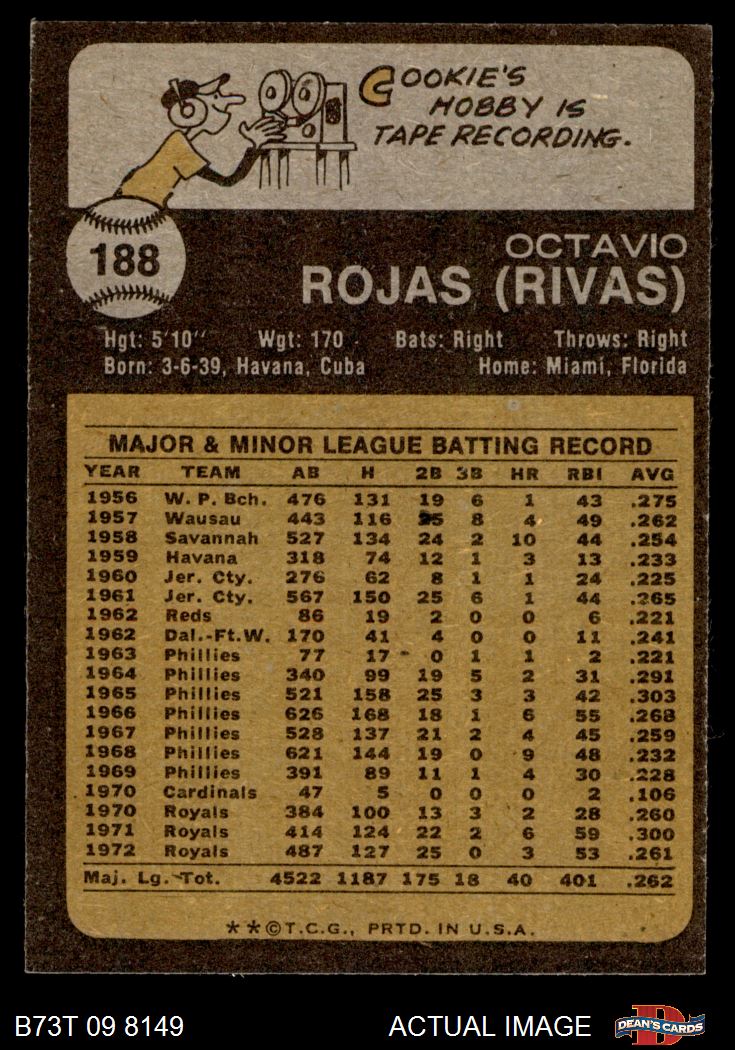 COOKIE'S
HOBBY IS
TAPE RECORDING.
188
OCTAVIO
ROJAS (RIVAS)
Hgt: 5'10" Wgt: 170 Bats: Right Throws: Right
Born: 3-6-39, Havana, Cuba Home: Miami, Florida
MAJOR & MINOR LEAGUE BATTING RECORD
YEAR TEAM AB H 2B 3B HR RBI AVG
1956 W. P. Bch. 476 131 19 6 1 43 .275
1957 Wausau 443 116 25 8 4 49 .262
1958 Savannah 527 134 24 2 10 44 .254
1959 Havana 318 74 12 1 3 13 .233
1960 Jer. Cty. 276 62 8 1 1 24 .225
1961 Jer. Cty. 567 150 25 6 1 44 .265
1962 Reds 86 19 2 0 0 6 .221
1962 Dal.-Ft.W. 170 41 4 0 0 11 .241
1963 Phillies 77 17 0 1 1 2 .221
1964 Phillies 340 99 19 5 2 31 .291
1965 Phillies 521 158 25 3 3 42 .303
1966 Phillies 626 168 18 1 6 55 .268
1967 Phillies 528 137 21 2 4 45 .259
1968 Phillies 621 144 19 0 9 48 .232
1969 Phillies 391 89 11 1 4 30 .228
1970 Cardinals 47 5 0 0 0 2 .106
1970 Royals 384 100 13 3 2 28 .260
1971 Royals 414 124 22 2 6 59 .300
1972 Royals 487 127 25 0 3 53 .261
Maj. Lg. Tot. 4522 1187 175 18 40 401 .262
**©T.C.G., PRTD. IN U.S.A.
B73T 09 8149 ACTUAL IMAGE DEAN'S CARDS